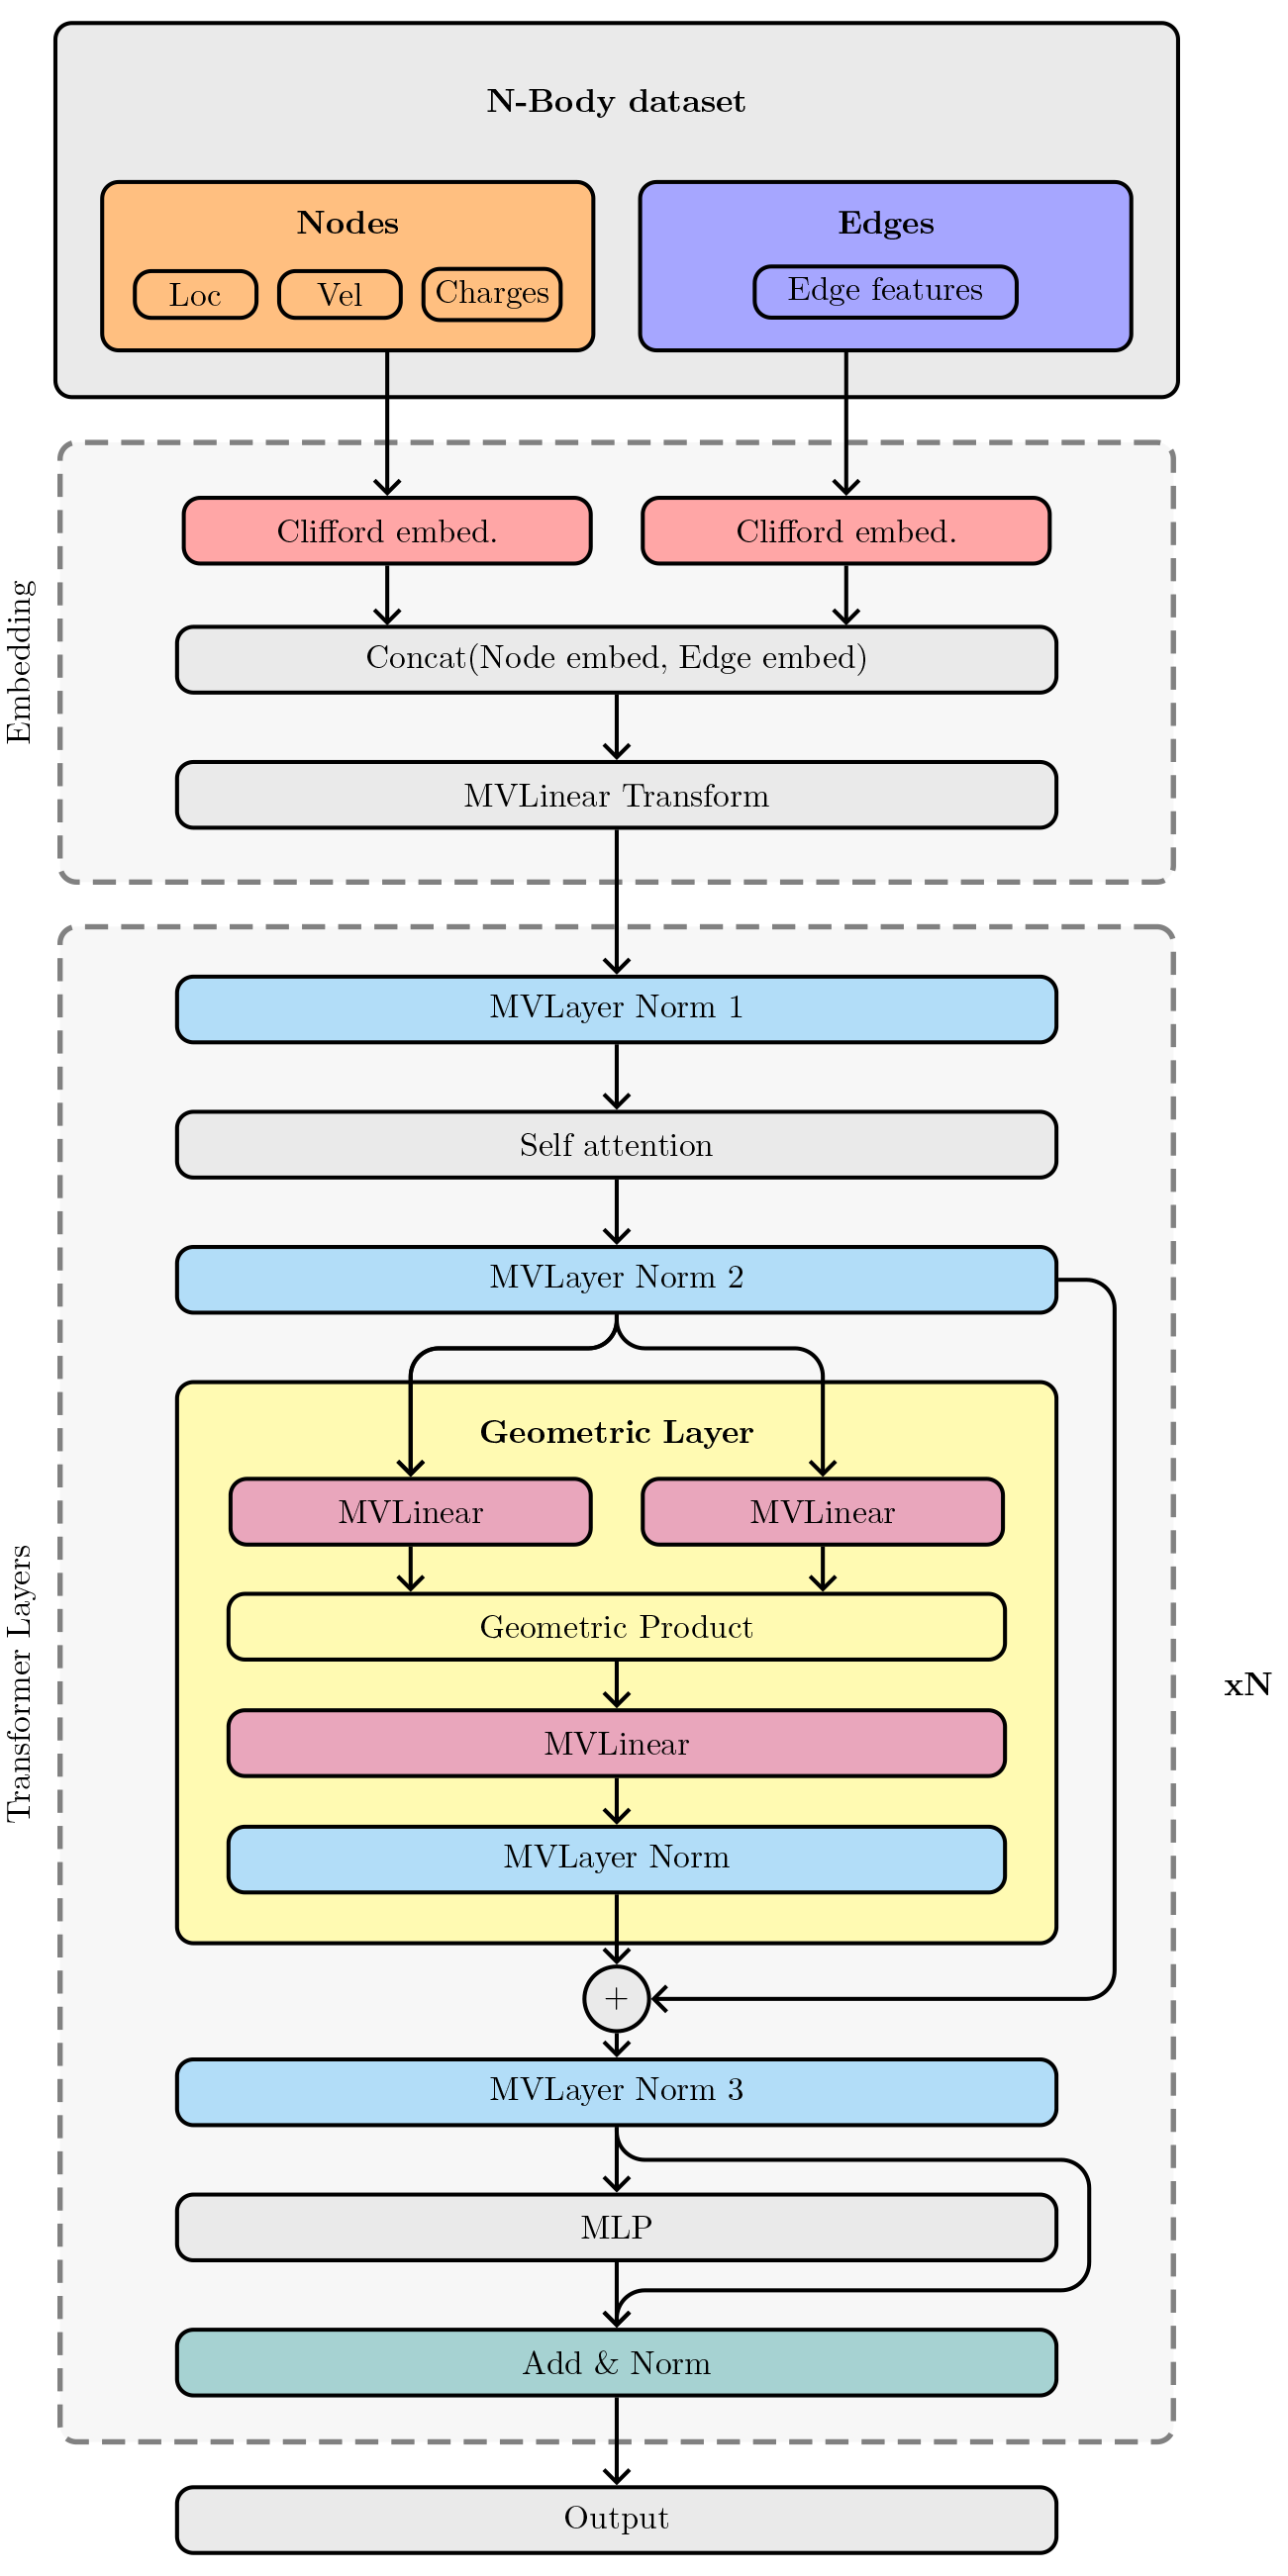 N-Body dataset
Nodes
Edges
Loc
Vel
Charges
Edge features
Embedding
Clifford embed.
Clifford embed.
Concat(Node embed, Edge embed)
MVLinear Transform
Transformer Layers
MVLayer Norm 1
Self attention
MVLayer Norm 2
Geometric Layer
MVLinear
MVLinear
Geometric Product
xN
MVLinear
MVLayer Norm
+
MVLayer Norm 3
MLP
Add & Norm
Output